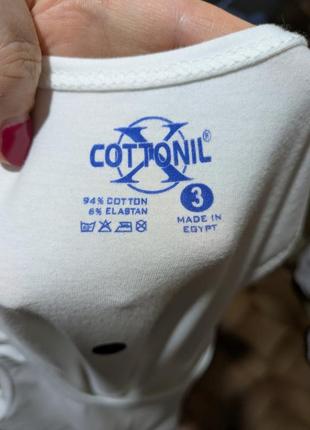 X
COTTONIL®
94% COTTON
6% ELASTAN
3
MADE IN
EGYPT